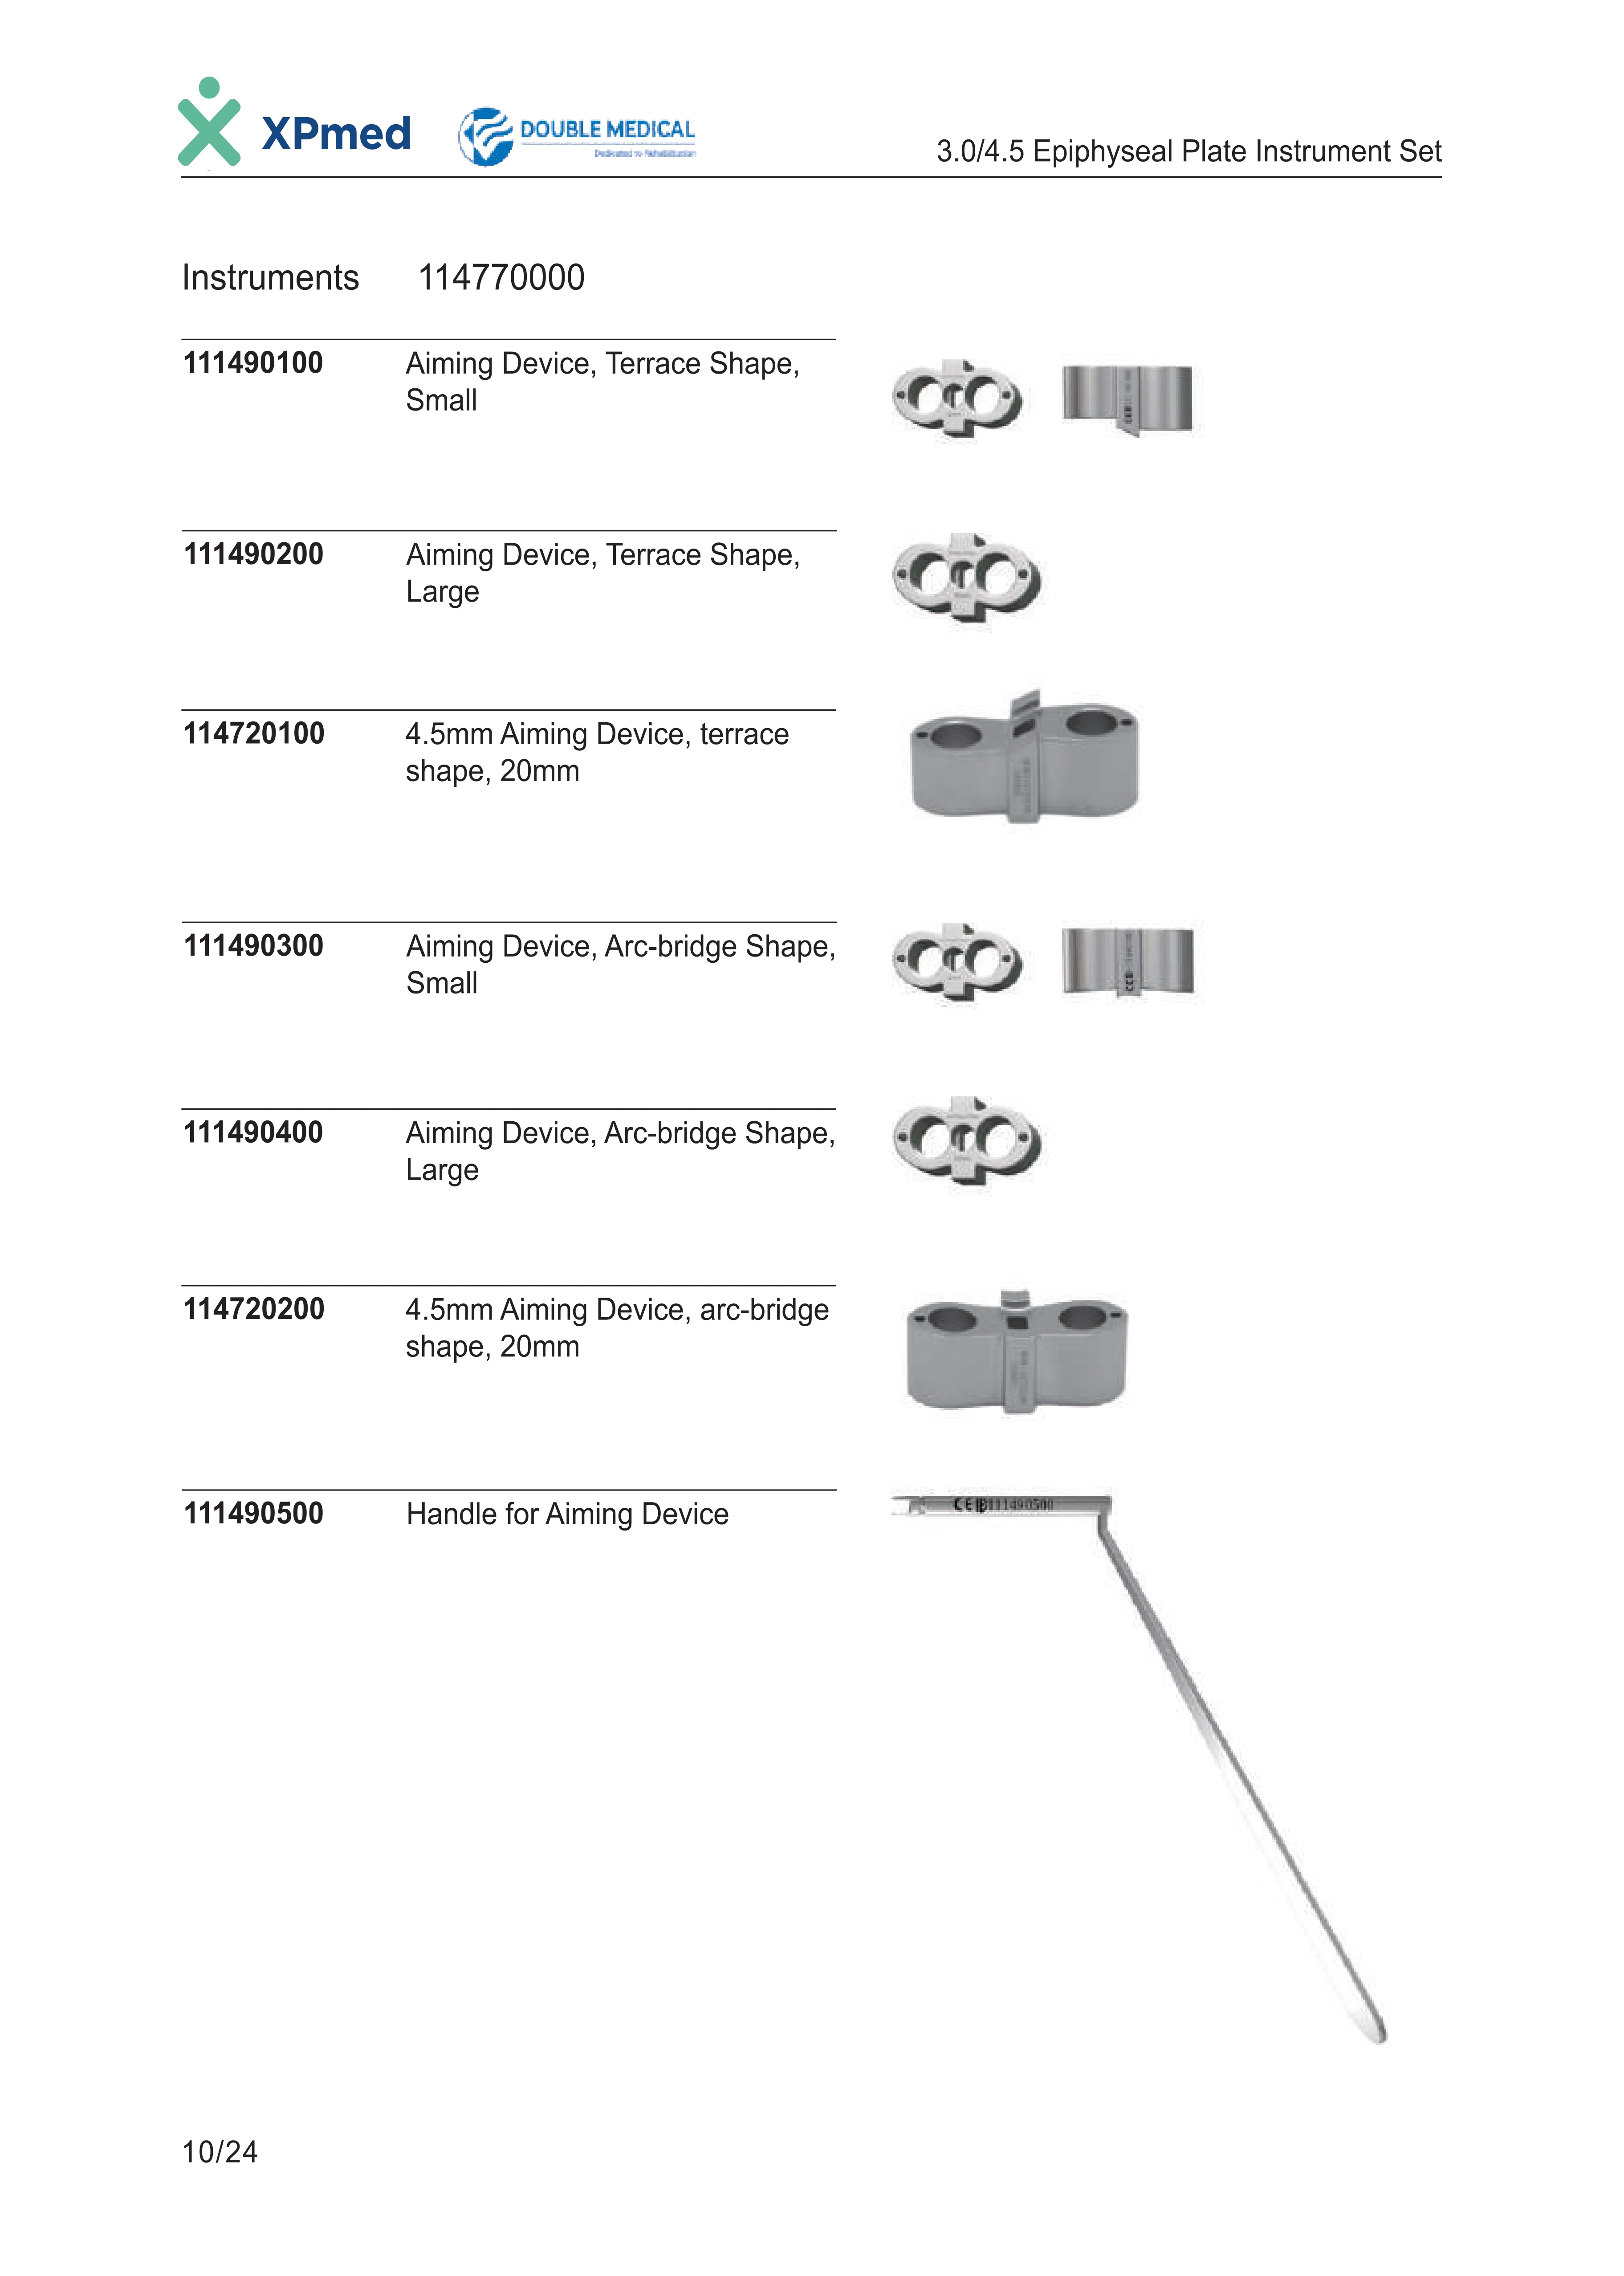 XPmed
DOUBLE MEDICAL
Dedicated to Rehabilitation
3.0/4.5 Epiphyseal Plate Instrument Set
Instruments 114770000
111490100 Aiming Device, Terrace Shape,
Small
111490200 Aiming Device, Terrace Shape,
Large
114720100 4.5mm Aiming Device, terrace
shape, 20mm
111490300 Aiming Device, Arc-bridge Shape,
Small
111490400 Aiming Device, Arc-bridge Shape,
Large
114720200 4.5mm Aiming Device, arc-bridge
shape, 20mm
111490500 Handle for Aiming Device
CE 111490500
10/24